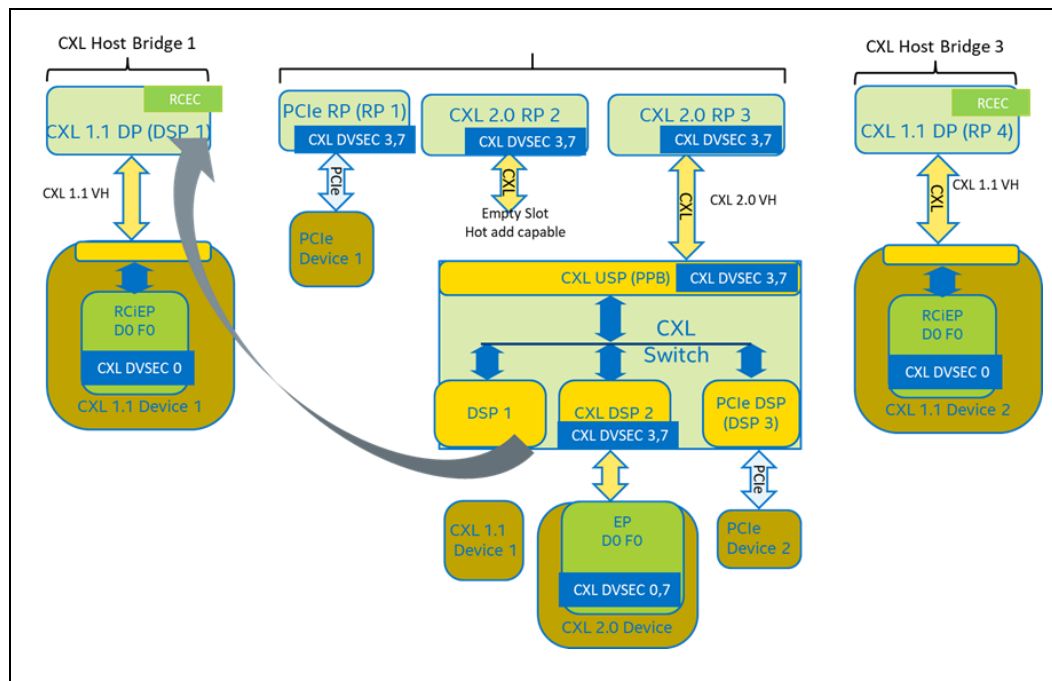 CXL Host Bridge 1
CXL Host Bridge 3
RCEC
CXL 1.1 DP (DSP 1)
PCIe RP (RP 1)
CXL DVSEC 3,7
CXL 2.0 RP 2
CXL DVSEC 3,7
CXL 2.0 RP 3
CXL DVSEC 3,7
RCEC
CXL 1.1 DP (RP 4)
CXL 1.1 VH
PCIe
CXL
Empty Slot
Hot add capable
CXL
CXL 2.0 VH
CXL
CXL 1.1 VH
PCIe
Device 1
CXL USP (PPB)
CXL DVSEC 3,7
RCiEP
D0 F0
CXL DVSEC 0
CXL 1.1 Device 1
CXL
Switch
RCiEP
D0 F0
CXL DVSEC 0
CXL 1.1 Device 2
DSP 1
CXL DSP 2
CXL DVSEC 3,7
PCIe DSP
(DSP 3)
PCIe
CXL 1.1
Device 1
EP
D0 F0
CXL DVSEC 0,7
CXL 2.0 Device
PCIe
Device 2